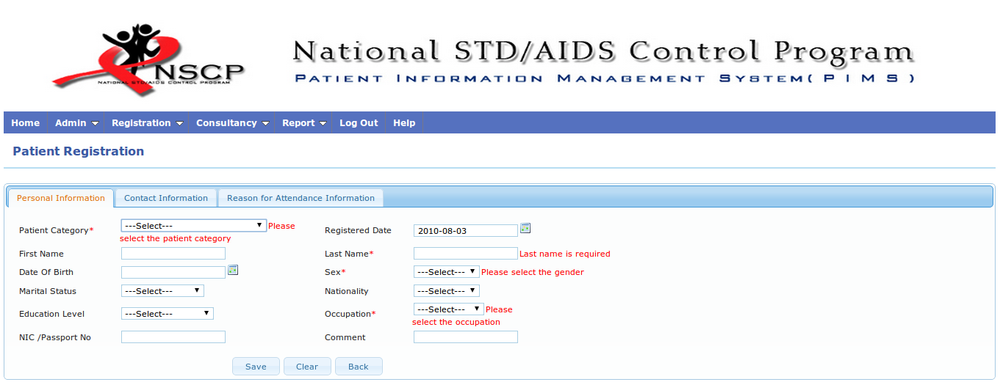 NSCP
NATIONAL STD/AIDS CONTROL PROGRAM
National STD/AIDS Control Program
PATIENT INFORMATION MANAGEMENT SYSTEM( P I M S )
Home Admin Registration Consultancy Report Log Out Help
Patient Registration
Personal Information Contact Information Reason for Attendance Information
Patient Category* ---Select--- Please
select the patient category
Registered Date 2010-08-03
First Name Last Name* Last name is required
Date Of Birth Sex* ---Select--- Please select the gender
Marital Status ---Select--- Nationality ---Select---
Education Level ---Select--- Occupation* ---Select--- Please
select the occupation
NIC /Passport No Comment
Save Clear Back